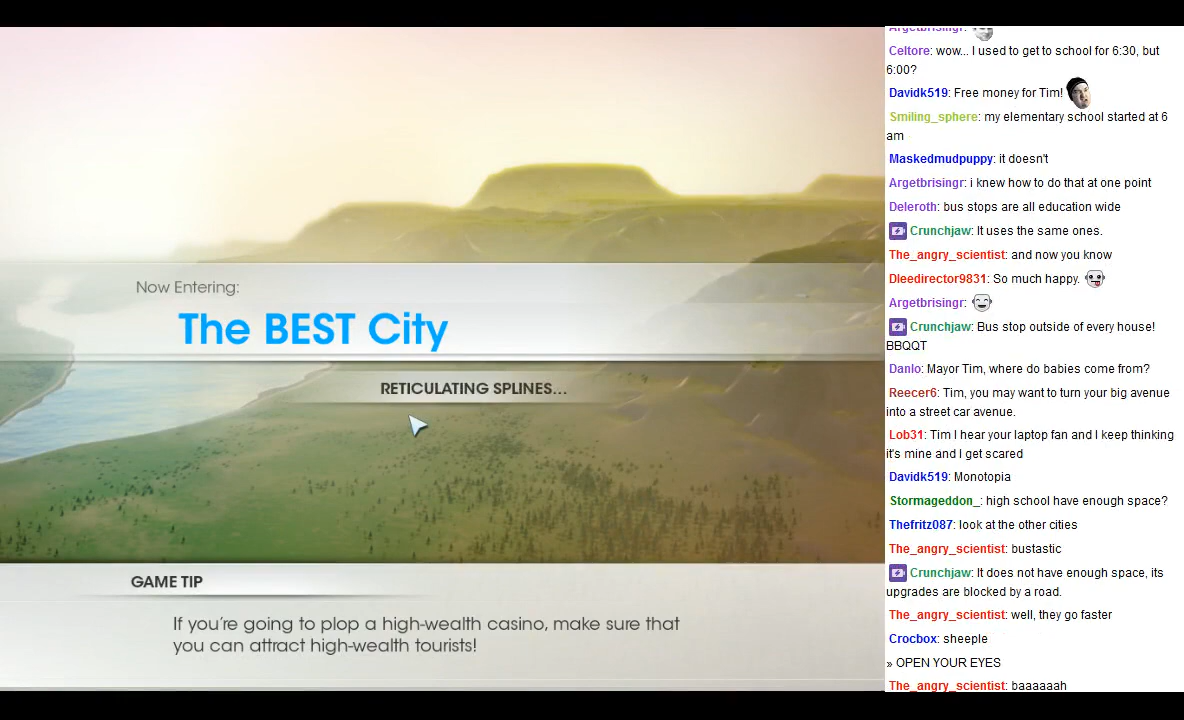 Now Entering:
The BEST City
RETICULATING SPLINES...
GAME TIP
If you're going to plop a high-wealth casino, make sure that
you can attract high-wealth tourists!
Argetbrisingr:
Celtore: wow... I used to get to school for 6:30, but
6:00?
Davidk519: Free money for Tim!
Smiling_sphere: my elementary school started at 6
am
Maskedmudpuppy: it doesn't
Argetbrisingr: i knew how to do that at one point
Deleroth: bus stops are all education wide
Crunchjaw: It uses the same ones.
The_angry_scientist: and now you know
Dleedirector9831: So much happy.
Argetbrisingr:
Crunchjaw: Bus stop outside of every house!
BBQQT
Danlo: Mayor Tim, where do babies come from?
Reecer6: Tim, you may want to turn your big avenue
into a street car avenue.
Lob31: Tim I hear your laptop fan and I keep thinking
it's mine and I get scared
Davidk519: Monotopia
Stormageddon_: high school have enough space?
Thefritz087: look at the other cities
The_angry_scientist: bustastic
Crunchjaw: It does not have enough space, its
upgrades are blocked by a road.
The_angry_scientist: well, they go faster
Crocbox: sheeple
» OPEN YOUR EYES
The_angry_scientist: baaaaaah